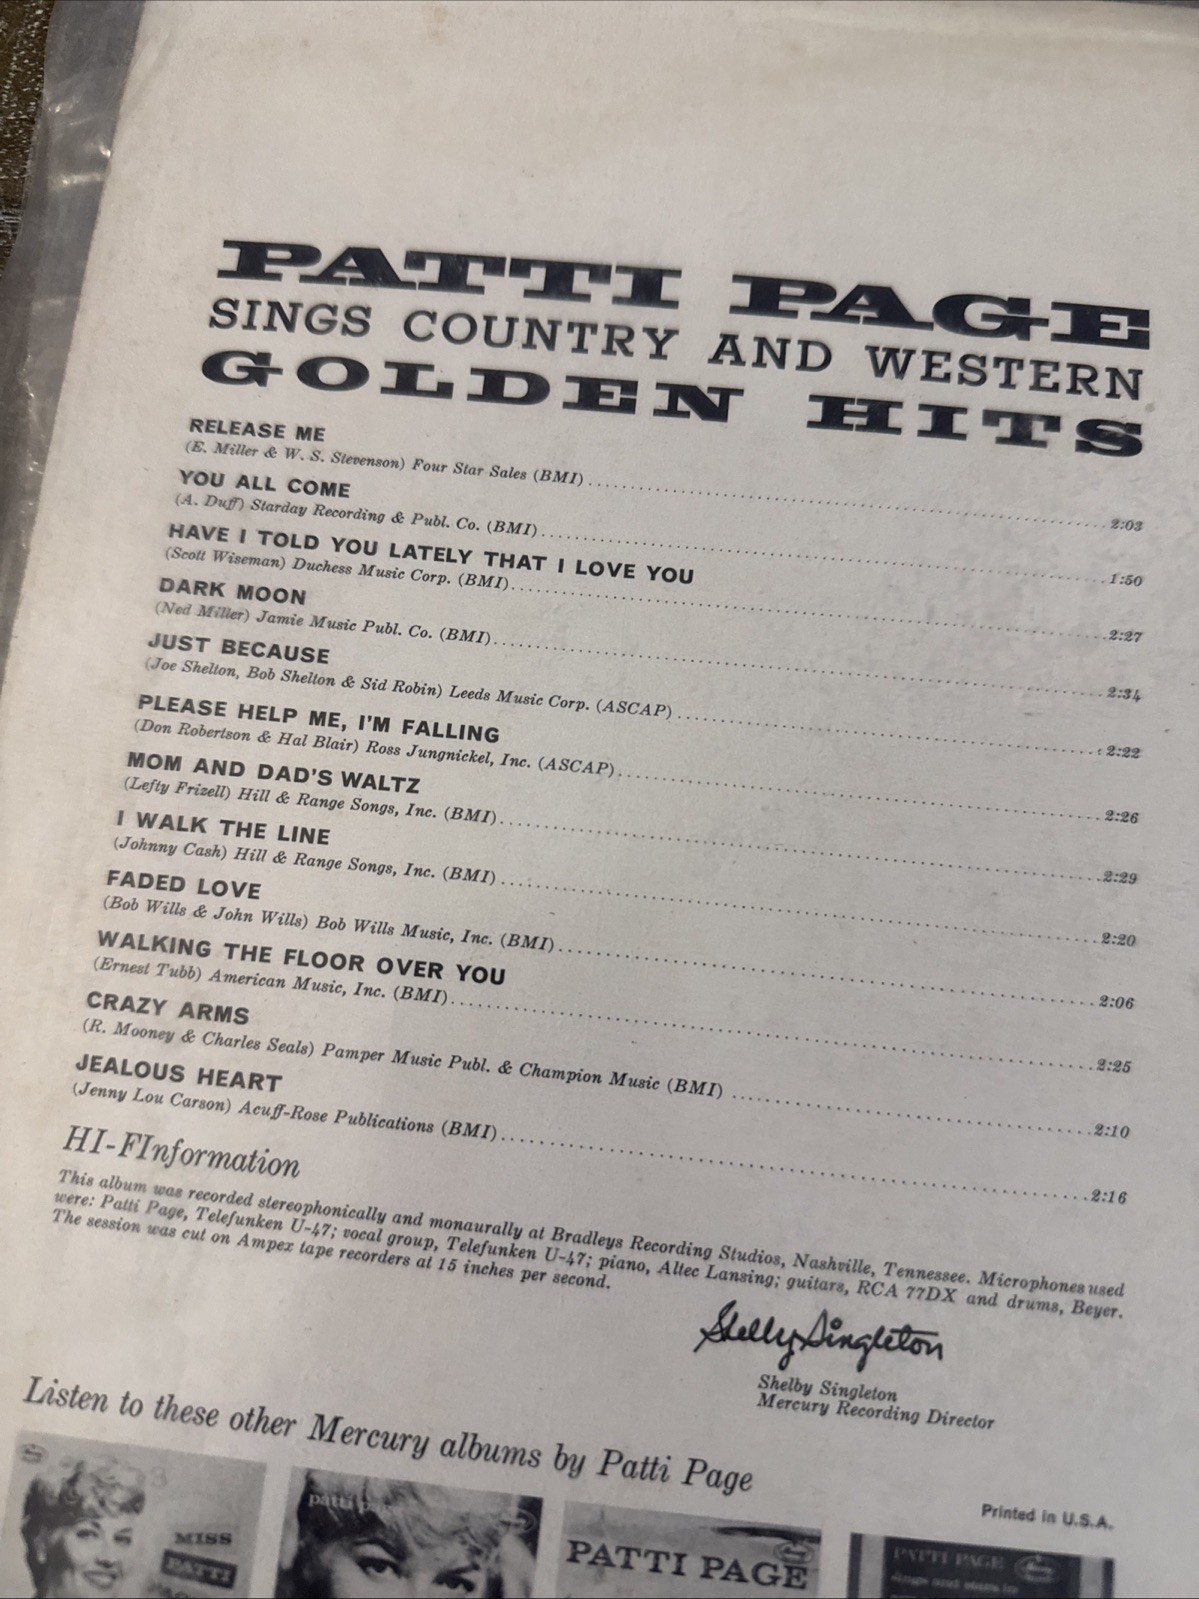 PATTI PAGE
SINGS COUNTRY AND WESTERN
GOLDEN HITS
RELEASE ME
(E. Miller & W. S. Stevenson) Four Star Sales (BMI) 2:03
YOU ALL COME
(A. Duff) Starday Recording & Publ. Co. (BMI) 1:50
HAVE I TOLD YOU LATELY THAT I LOVE YOU
(Scott Wiseman) Duchess Music Corp. (BMI) 2:27
DARK MOON
(Ned Miller) Jamie Music Publ. Co. (BMI) 2:34
JUST BECAUSE
(Joe Shelton, Bob Shelton & Sid Robin) Leeds Music Corp. (ASCAP) 2:22
PLEASE HELP ME, I'M FALLING
(Don Robertson & Hal Blair) Ross Jungnickel, Inc. (ASCAP) 2:26
MOM AND DAD'S WALTZ
(Lefty Frizell) Hill & Range Songs, Inc. (BMI) 2:29
I WALK THE LINE
(Johnny Cash) Hill & Range Songs, Inc. (BMI) 2:20
FADED LOVE
(Bob Wills & John Wills) Bob Wills Music, Inc. (BMI) 2:06
WALKING THE FLOOR OVER YOU
(Ernest Tubb) American Music, Inc. (BMI) 2:25
CRAZY ARMS
(R. Mooney & Charles Seals) Pamper Music Publ. & Champion Music (BMI) 2:10
JEALOUS HEART
(Jenny Lou Carson) Acuff-Rose Publications (BMI) 2:16
HI-FInformation
This album was recorded stereophonically and monaurally at Bradleys Recording Studios, Nashville, Tennessee. Microphones used
were: Patti Page, Telefunken U-47; vocal group, Telefunken U-47; piano, Altec Lansing; guitars, RCA 77DX and drums, Beyer.
The session was cut on Ampex tape recorders at 15 inches per second.
Shelby Singleton
Shelby Singleton
Mercury Recording Director
Listen to these other Mercury albums by Patti Page
Printed in U.S.A.
MISS
PATTI
patti
PATTI PAGE
PATTI PAGE